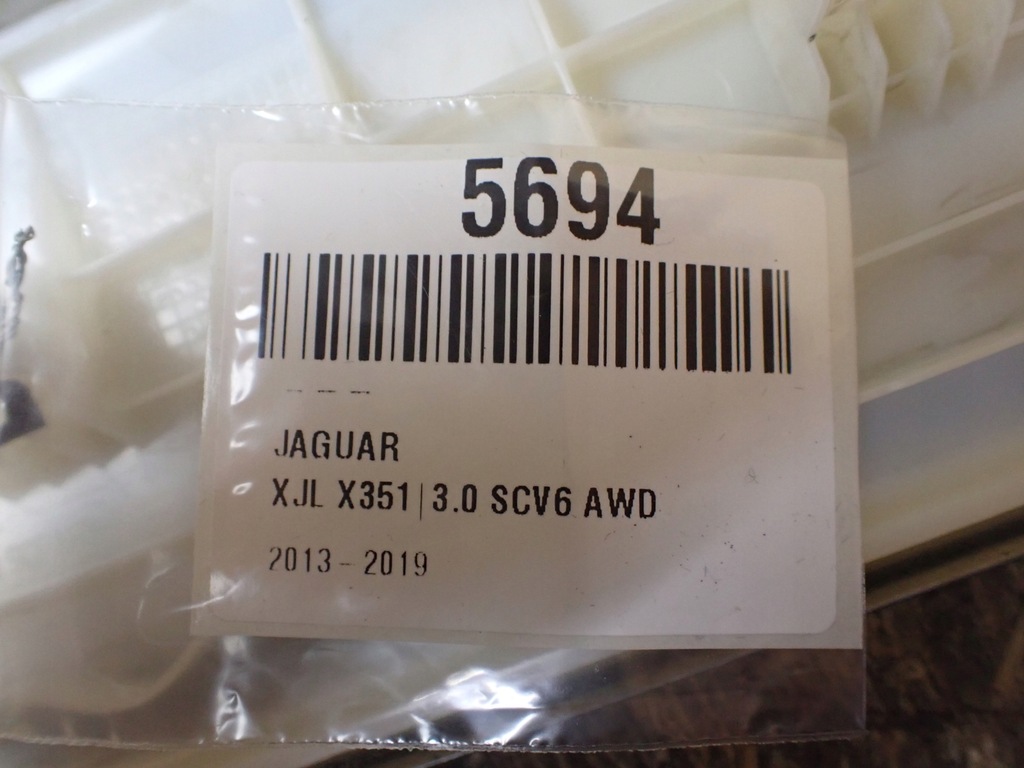 5694
– – –
JAGUAR
XJL X351|3.0 SCV6 AWD
2013 – 2019